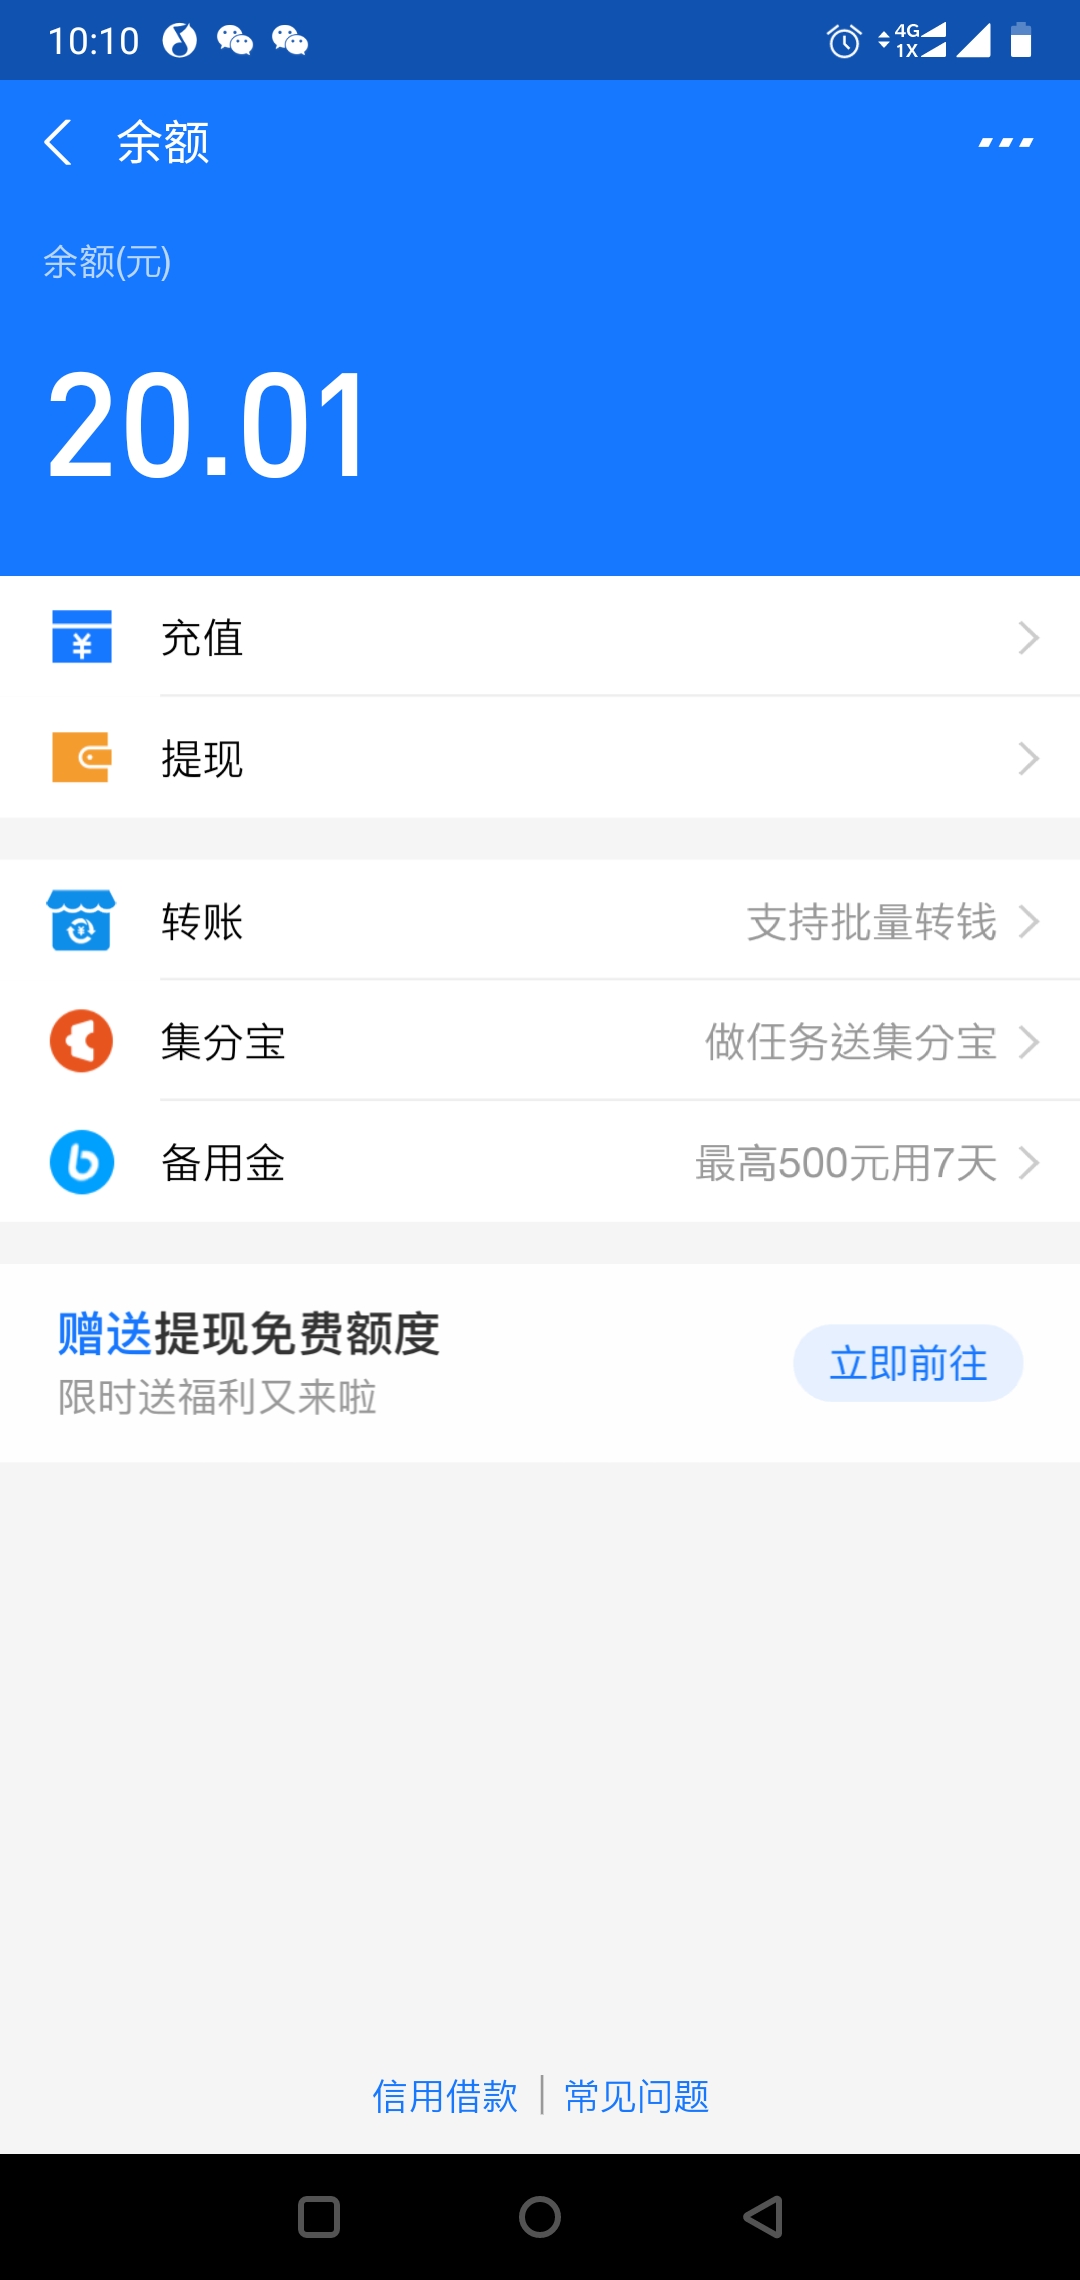 10:10
4G
1X
余额
余额(元)
20.01
充值
提现
转账 支持批量转钱
集分宝 做任务送集分宝
备用金 最高500元用7天
赠送提现免费额度
限时送福利又来啦
立即前往
信用借款 | 常见问题